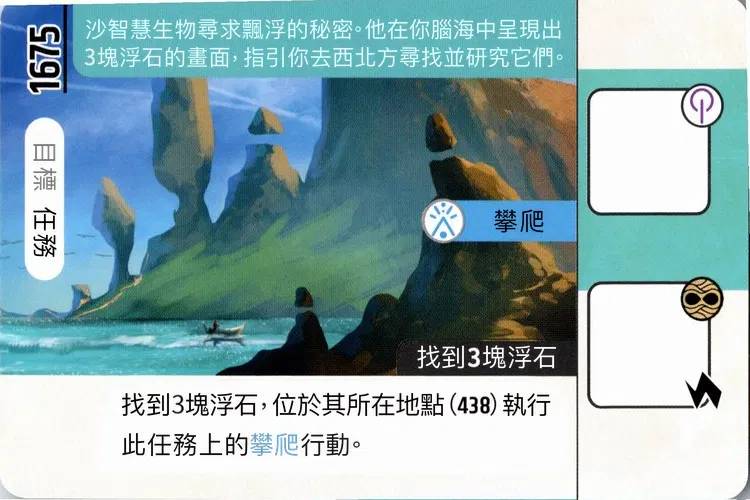 沙智慧生物尋求飄浮的秘密。他在你腦海中呈現出
3塊浮石的畫面，指引你去西北方尋找並研究它們。
1675
目標 任務
攀爬
找到3塊浮石
找到3塊浮石，位於其所在地點(438)執行
此任務上的攀爬行動。